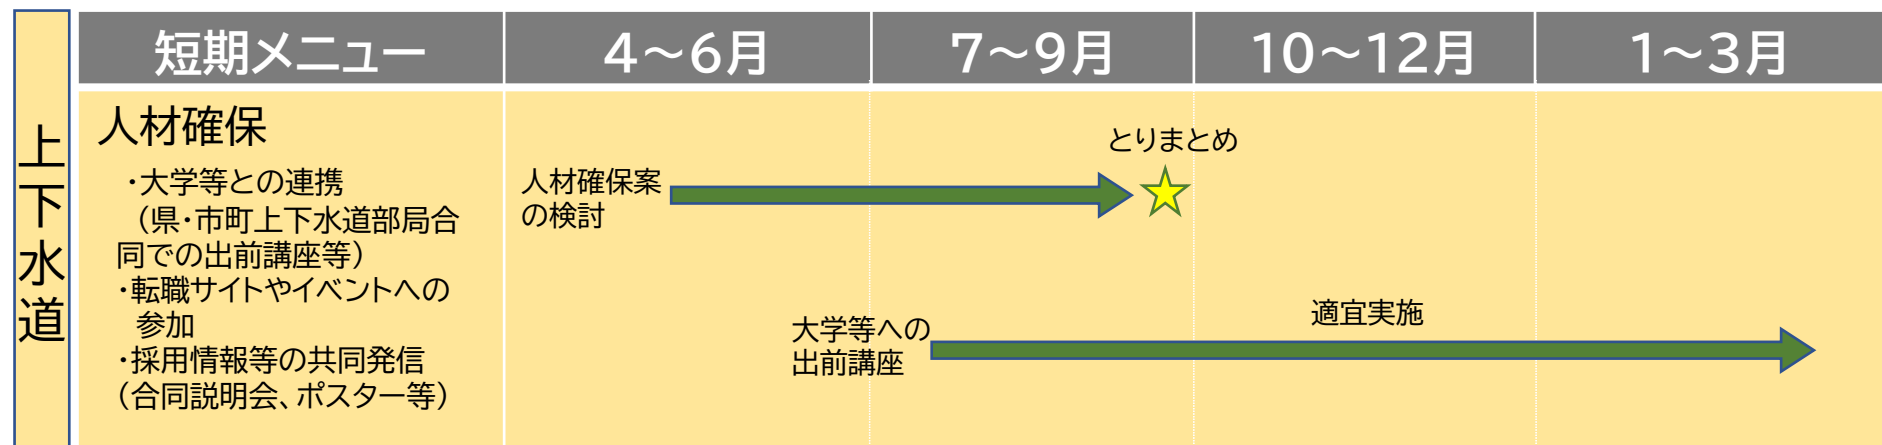 上下水道
短期メニュー
4～6月
7～9月
10～12月
1～3月
人材確保
・大学等との連携
（県・市町上下水道部局合
同での出前講座等）
・転職サイトやイベントへの
参加
・採用情報等の共同発信
（合同説明会、ポスター等）
人材確保案
の検討
とりまとめ
大学等への
出前講座
適宜実施